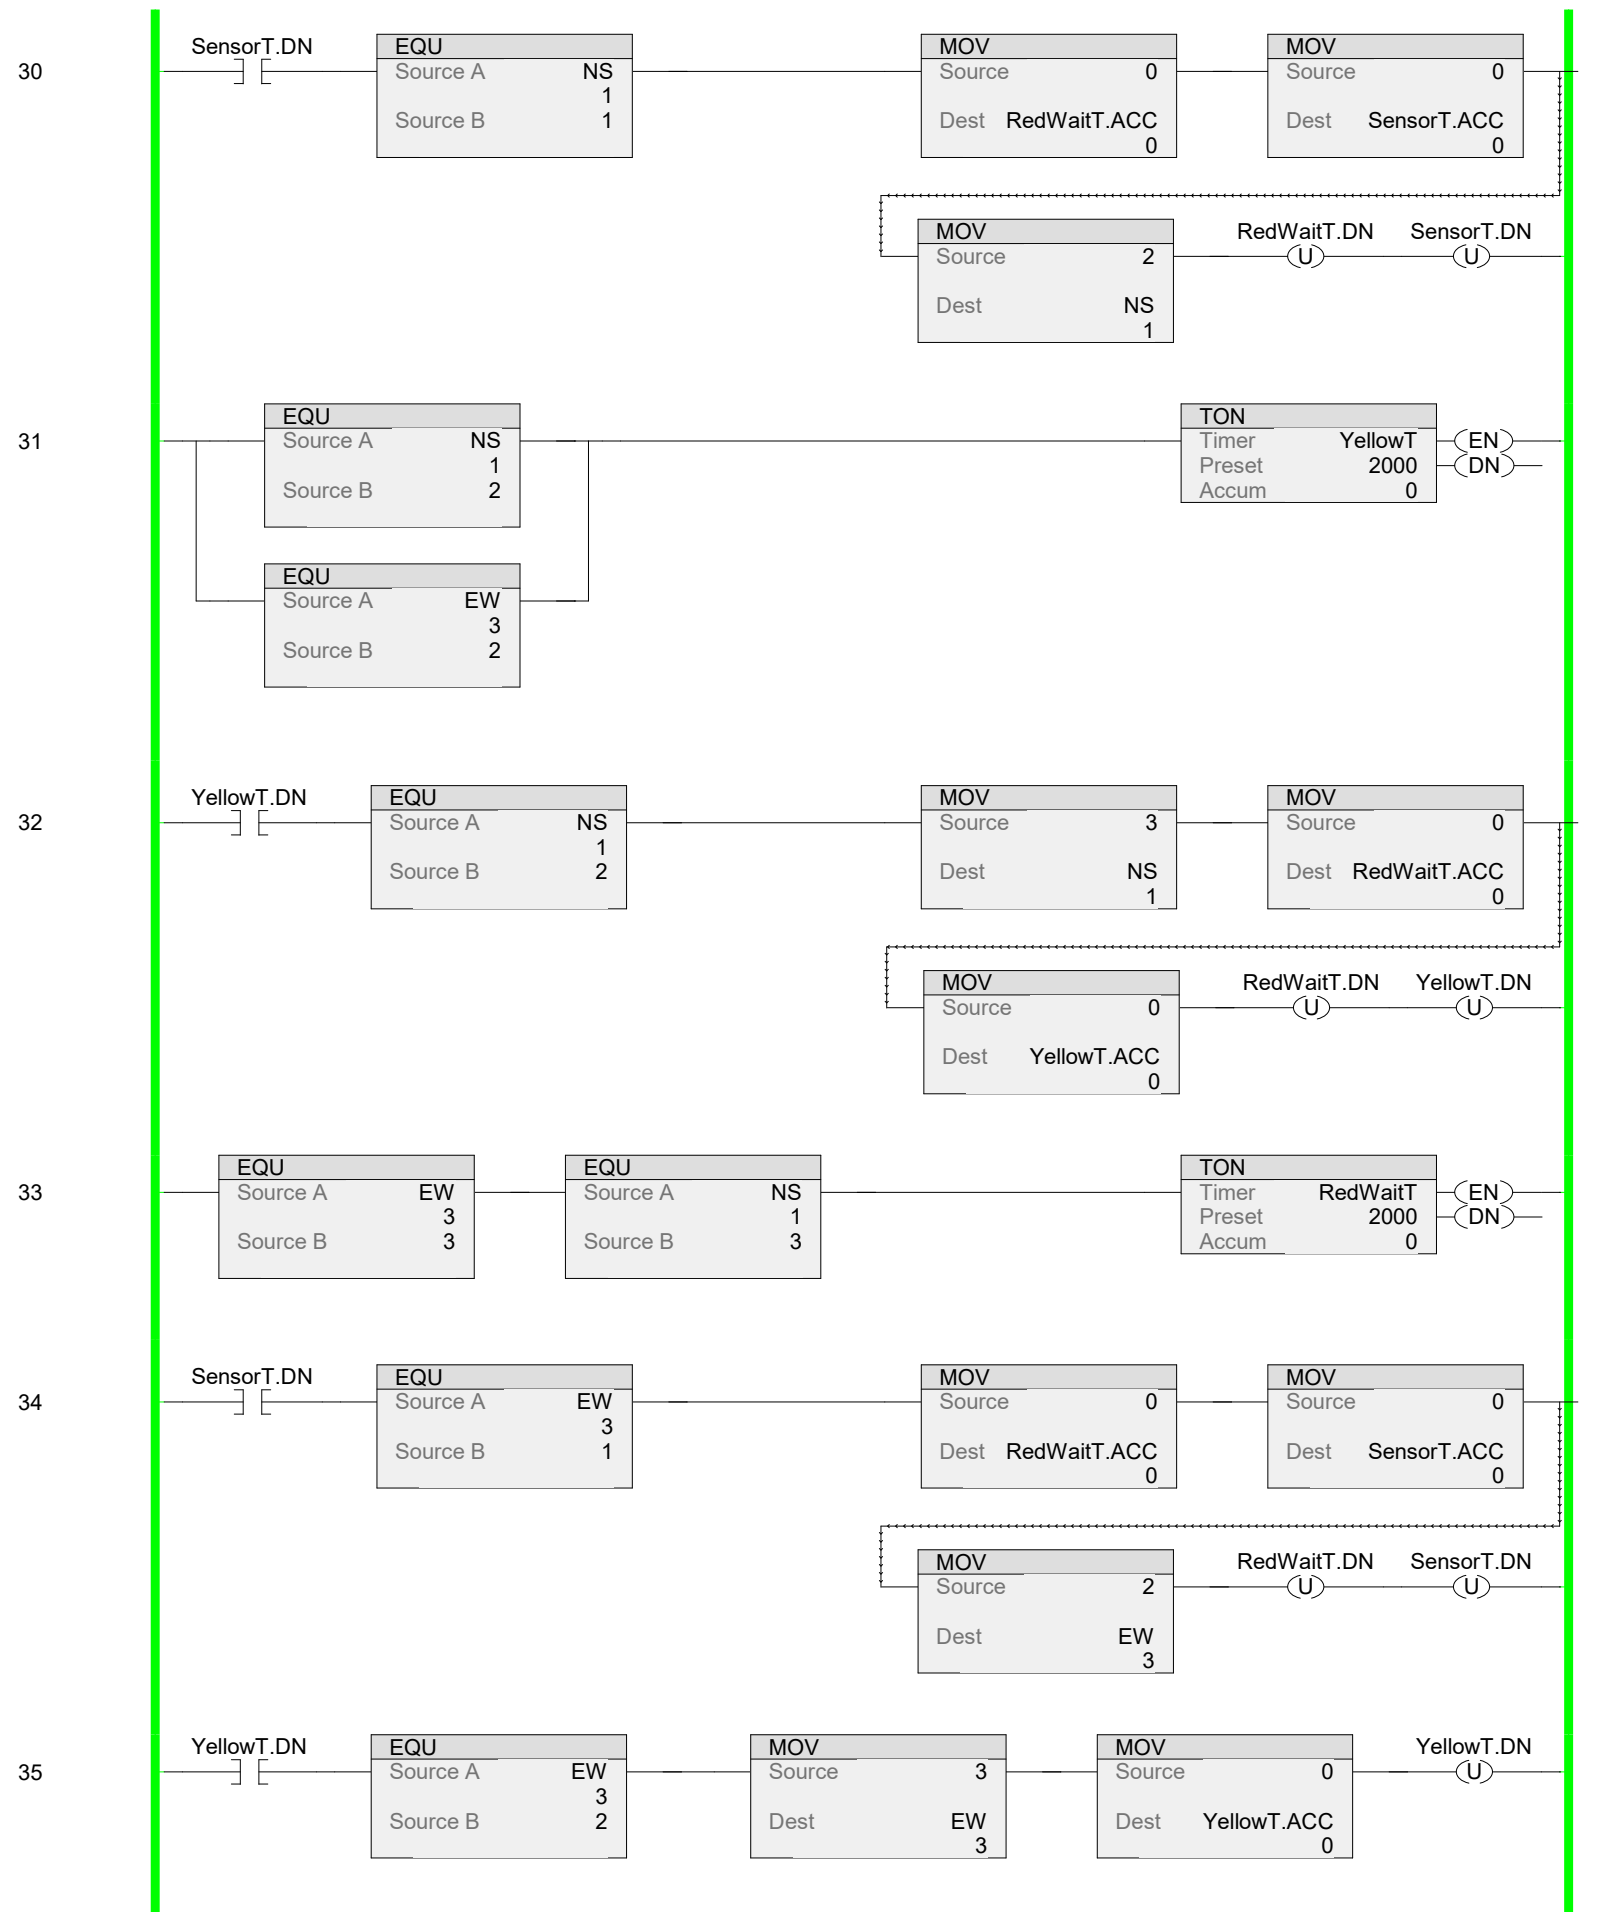 SensorT.DN
30
EQU
Source A NS
1
Source B 1
MOV
Source 0
Dest RedWaitT.ACC
0
MOV
Source 0
Dest SensorT.ACC
0
MOV
Source 2
Dest NS
1
RedWaitT.DN
U
SensorT.DN
U
31
EQU
Source A NS
1
Source B 2
EQU
Source A EW
3
Source B 2
TON
Timer YellowT
Preset 2000
Accum 0
EN
DN
YellowT.DN
32
EQU
Source A NS
1
Source B 2
MOV
Source 3
Dest NS
1
MOV
Source 0
Dest RedWaitT.ACC
0
MOV
Source 0
Dest YellowT.ACC
0
RedWaitT.DN
U
YellowT.DN
U
33
EQU
Source A EW
3
Source B 3
EQU
Source A NS
1
Source B 3
TON
Timer RedWaitT
Preset 2000
Accum 0
EN
DN
SensorT.DN
34
EQU
Source A EW
3
Source B 1
MOV
Source 0
Dest RedWaitT.ACC
0
MOV
Source 0
Dest SensorT.ACC
0
MOV
Source 2
Dest EW
3
RedWaitT.DN
U
SensorT.DN
U
YellowT.DN
35
EQU
Source A EW
3
Source B 2
MOV
Source 3
Dest EW
3
MOV
Source 0
Dest YellowT.ACC
0
YellowT.DN
U